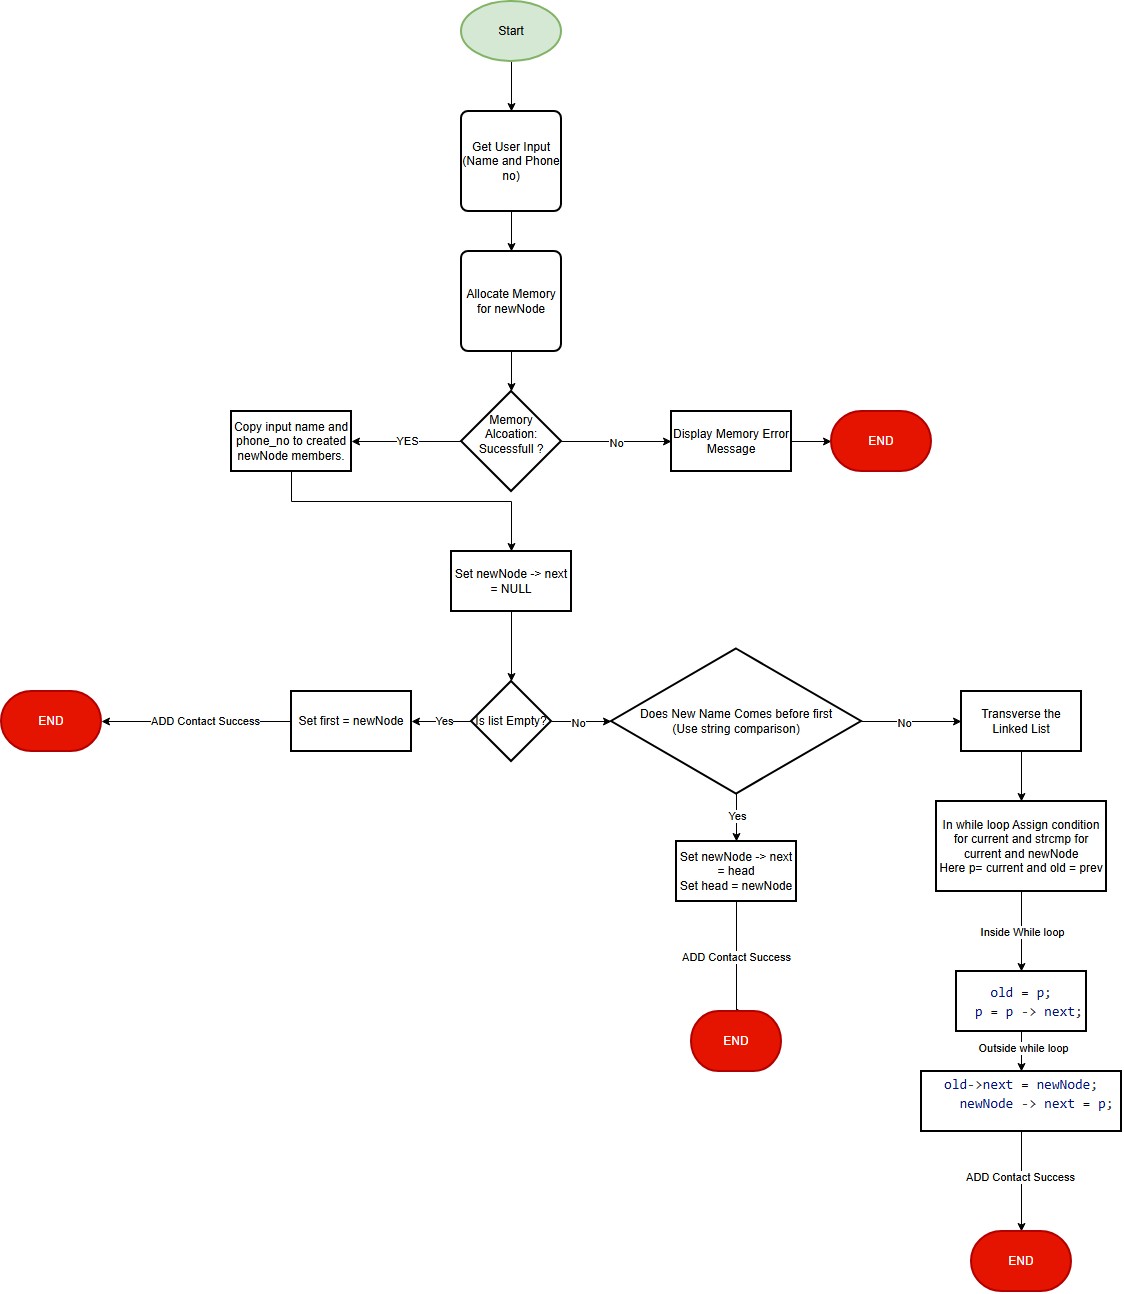 Start
Get User Input
(Name and Phone
no)
Allocate Memory
for newNode
Memory
Alcoation:
Sucessfull ?
YES
Copy input name and
phone_no to created
newNode members.
No
Display Memory Error
Message
END
Set newNode -> next
= NULL
Is list Empty?
Yes
Set first = newNode
ADD Contact Success
END
No
Does New Name Comes before first
(Use string comparison)
Yes
Set newNode -> next
= head
Set head = newNode
ADD Contact Success
END
No
Transverse the
Linked List
In while loop Assign condition
for current and strcmp for
current and newNode
Here p= current and old = prev
Inside While loop
old = p;
p = p -> next;
Outside while loop
old->next = newNode;
newNode -> next = p;
ADD Contact Success
END